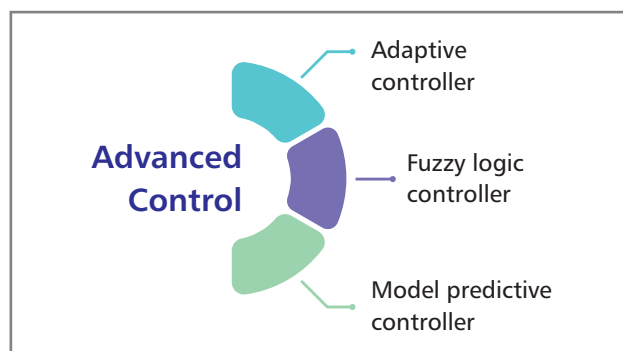 Adaptive
controller
Advanced
Control
Fuzzy logic
controller
Model predictive
controller